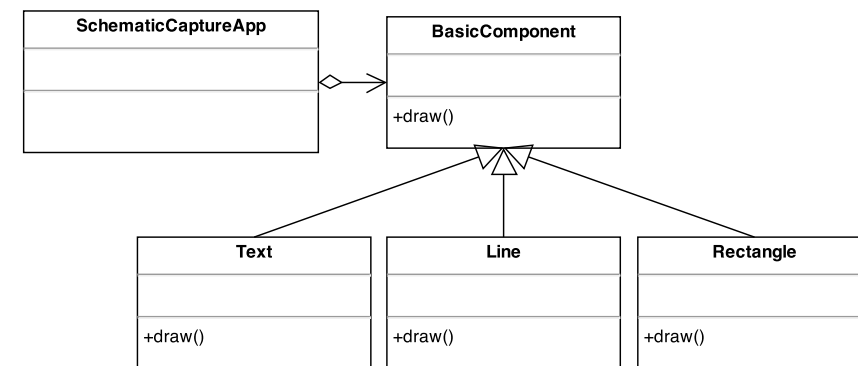 SchematicCaptureApp
BasicComponent
+draw()
Text
Line
Rectangle
+draw()
+draw()
+draw()